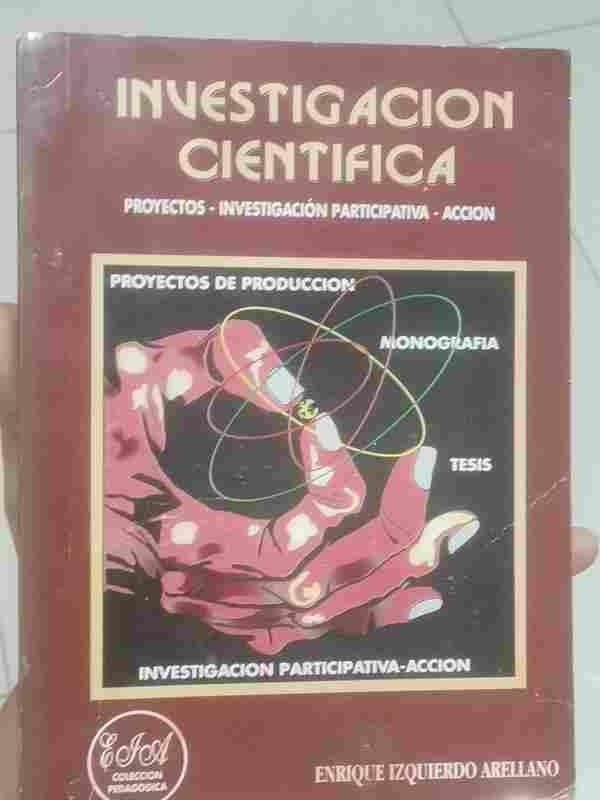 INVESTIGACION
CIENTIFICA
PROYECTOS - INVESTIGACIÓN PARTICIPATIVA - ACCION
PROYECTOS DE PRODUCCION
MONOGRAFIA
TESIS
INVESTIGACION PARTICIPATIVA-ACCION
EIA
COLECCION
PEDAGOGICA
ENRIQUE IZQUIERDO ARELLANO